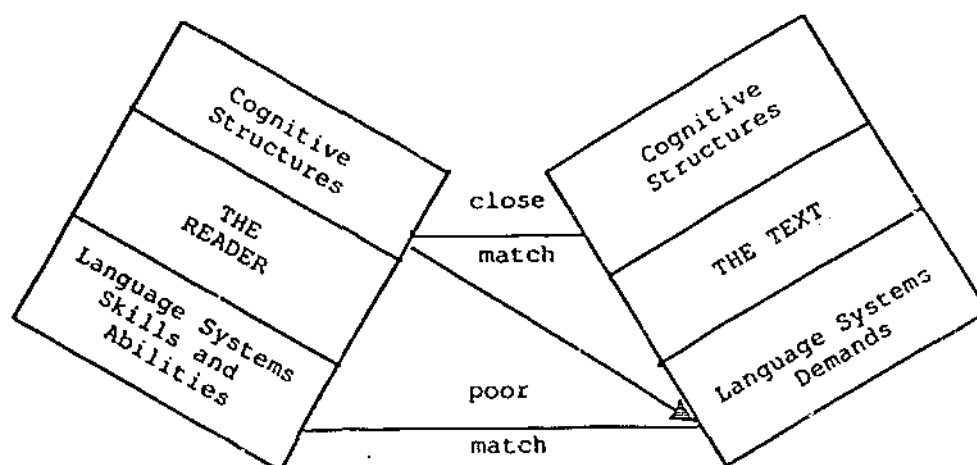 Cognitive
Structures
THE
READER
Language Systems
Skills and
Abilities
close
match
poor
match
Cognitive
Structures
THE TEXT
Language Systems
Demands